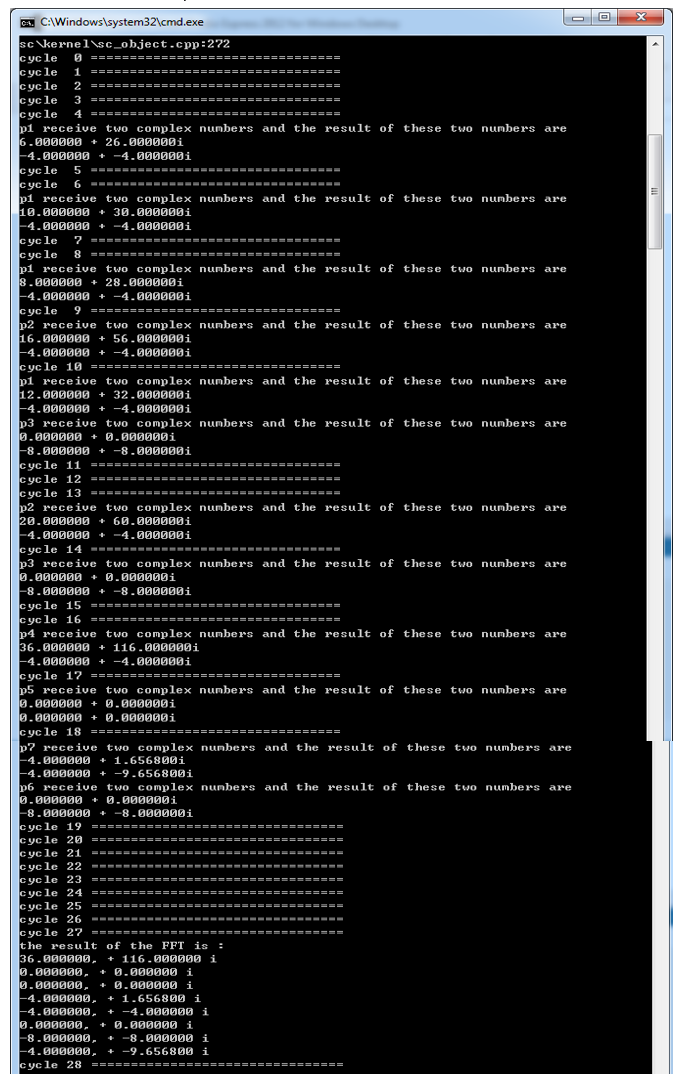 C:\Windows\system32\cmd.exe
sc\kernel\sc_object.cpp:272
cycle  0 ================================
cycle  1 ================================
cycle  2 ================================
cycle  3 ================================
cycle  4 ================================
p1 receive two complex numbers and the result of these two numbers are
6.000000 + 26.000000i
-4.000000 + -4.000000i
cycle  5 ================================
cycle  6 ================================
p1 receive two complex numbers and the result of these two numbers are
10.000000 + 30.000000i
-4.000000 + -4.000000i
cycle  7 ================================
cycle  8 ================================
p1 receive two complex numbers and the result of these two numbers are
8.000000 + 28.000000i
-4.000000 + -4.000000i
cycle  9 ================================
p2 receive two complex numbers and the result of these two numbers are
16.000000 + 56.000000i
-4.000000 + -4.000000i
cycle 10 ================================
p1 receive two complex numbers and the result of these two numbers are
12.000000 + 32.000000i
-4.000000 + -4.000000i
p3 receive two complex numbers and the result of these two numbers are
0.000000 + 0.000000i
-8.000000 + -8.000000i
cycle 11 ================================
cycle 12 ================================
cycle 13 ================================
p2 receive two complex numbers and the result of these two numbers are
20.000000 + 60.000000i
-4.000000 + -4.000000i
cycle 14 ================================
p3 receive two complex numbers and the result of these two numbers are
0.000000 + 0.000000i
-8.000000 + -8.000000i
cycle 15 ================================
cycle 16 ================================
p4 receive two complex numbers and the result of these two numbers are
36.000000 + 116.000000i
-4.000000 + -4.000000i
cycle 17 ================================
p5 receive two complex numbers and the result of these two numbers are
0.000000 + 0.000000i
0.000000 + 0.000000i
cycle 18 ================================
p7 receive two complex numbers and the result of these two numbers are
-4.000000 + 1.656800i
-4.000000 + -9.656800i
p6 receive two complex numbers and the result of these two numbers are
0.000000 + 0.000000i
-8.000000 + -8.000000i
cycle 19 ================================
cycle 20 ================================
cycle 21 ================================
cycle 22 ================================
cycle 23 ================================
cycle 24 ================================
cycle 25 ================================
cycle 26 ================================
cycle 27 ================================
the result of the FFT is :
36.000000, + 116.000000 i
0.000000, + 0.000000 i
0.000000, + 0.000000 i
-4.000000, + 1.656800 i
-4.000000, + -4.000000 i
0.000000, + 0.000000 i
-8.000000, + -8.000000 i
-4.000000, + -9.656800 i
cycle 28 ================================